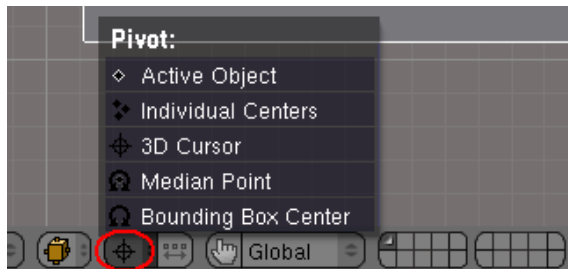 Pivot:
Active Object
Individual Centers
3D Cursor
Median Point
Bounding Box Center
Global